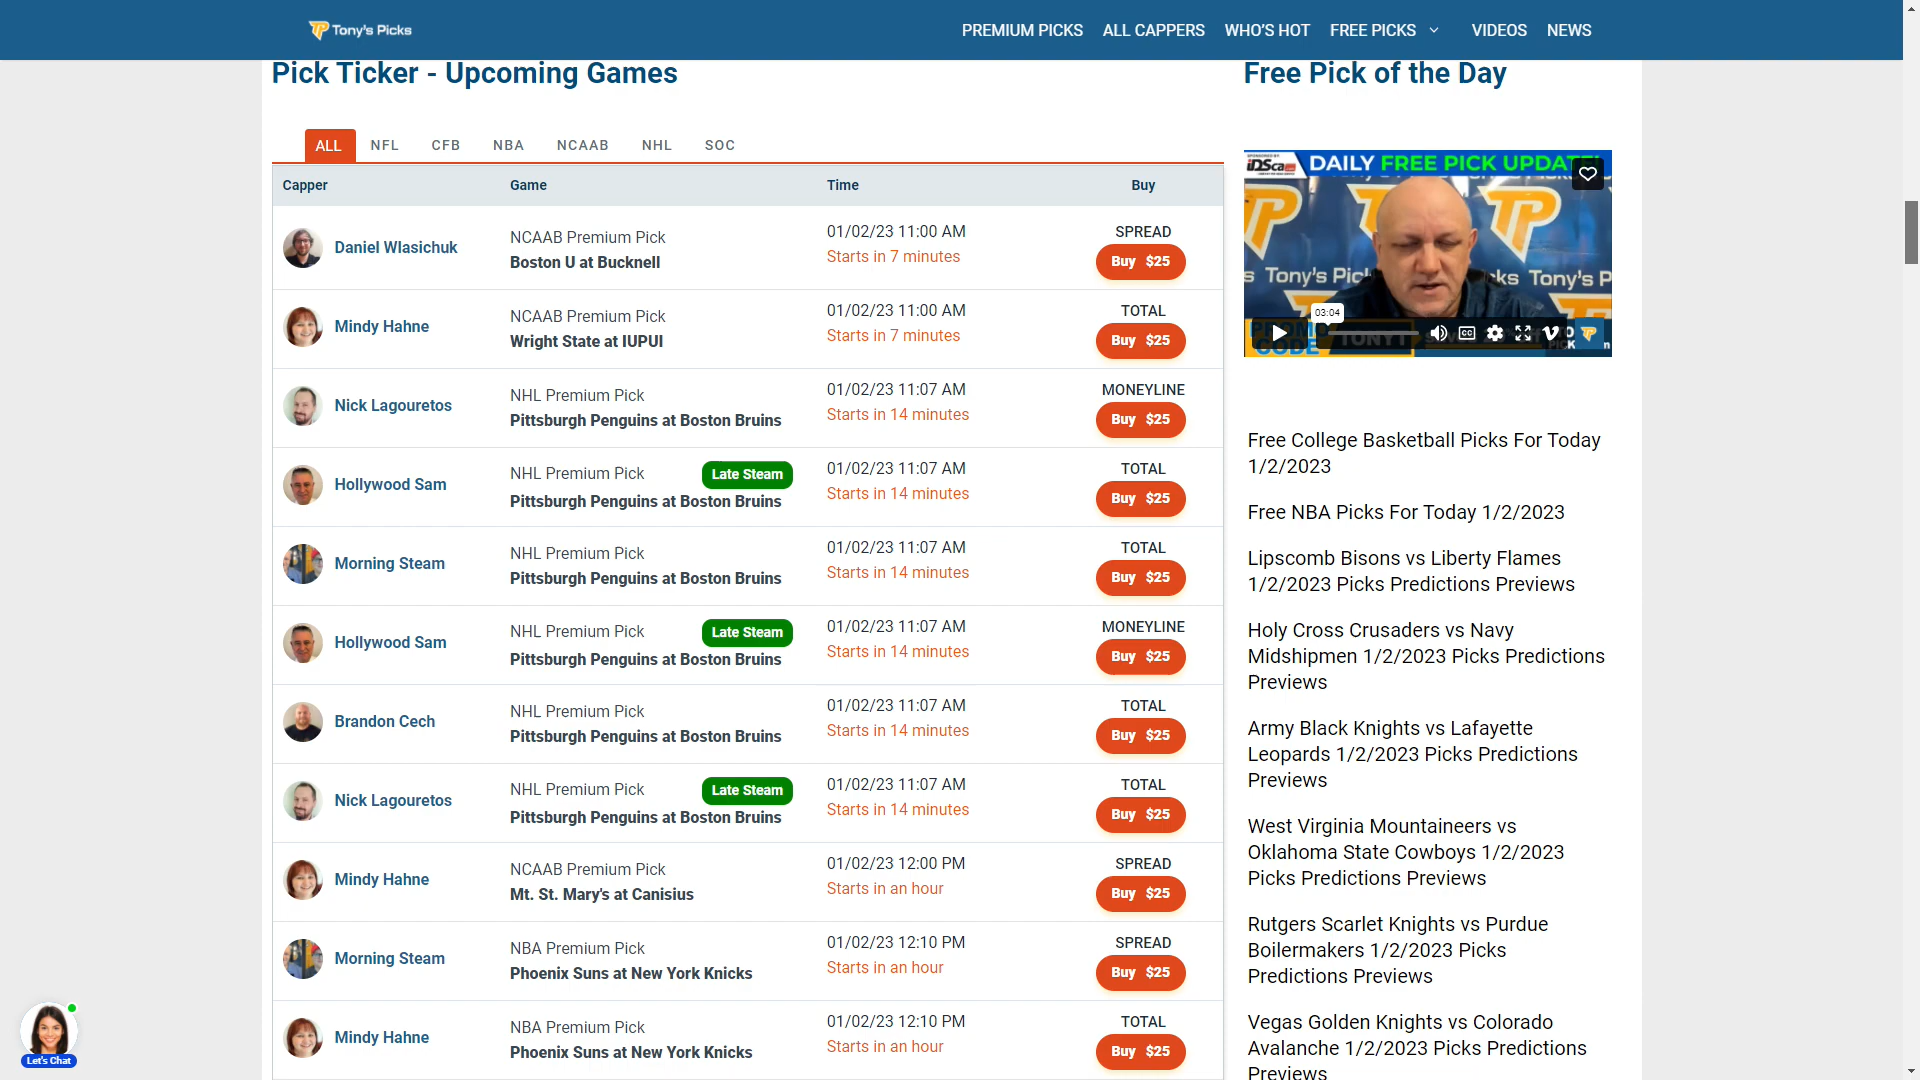 Tony's Picks
PREMIUM PICKS ALL CAPPERS WHO'S HOT FREE PICKS VIDEOS NEWS
Pick Ticker - Upcoming Games
ALL NFL CFB NBA NCAAB NHL SOC
Capper Game Time Buy
Daniel Wlasichuk
NCAAB Premium Pick
Boston U at Bucknell
01/02/23 11:00 AM
Starts in 7 minutes
SPREAD
Buy $25
Mindy Hahne
NCAAB Premium Pick
Wright State at IUPUI
01/02/23 11:00 AM
Starts in 7 minutes
TOTAL
Buy $25
Nick Lagouretos
NHL Premium Pick
Pittsburgh Penguins at Boston Bruins
01/02/23 11:07 AM
Starts in 14 minutes
MONEYLINE
Buy $25
Hollywood Sam
NHL Premium Pick
Late Steam
Pittsburgh Penguins at Boston Bruins
01/02/23 11:07 AM
Starts in 14 minutes
TOTAL
Buy $25
Morning Steam
NHL Premium Pick
Pittsburgh Penguins at Boston Bruins
01/02/23 11:07 AM
Starts in 14 minutes
TOTAL
Buy $25
Hollywood Sam
NHL Premium Pick
Late Steam
Pittsburgh Penguins at Boston Bruins
01/02/23 11:07 AM
Starts in 14 minutes
MONEYLINE
Buy $25
Brandon Cech
NHL Premium Pick
Pittsburgh Penguins at Boston Bruins
01/02/23 11:07 AM
Starts in 14 minutes
TOTAL
Buy $25
Nick Lagouretos
NHL Premium Pick
Late Steam
Pittsburgh Penguins at Boston Bruins
01/02/23 11:07 AM
Starts in 14 minutes
TOTAL
Buy $25
Mindy Hahne
NCAAB Premium Pick
Mt. St. Mary's at Canisius
01/02/23 12:00 PM
Starts in an hour
SPREAD
Buy $25
Morning Steam
NBA Premium Pick
Phoenix Suns at New York Knicks
01/02/23 12:10 PM
Starts in an hour
SPREAD
Buy $25
Mindy Hahne
NBA Premium Pick
Phoenix Suns at New York Knicks
01/02/23 12:10 PM
Starts in an hour
TOTAL
Buy $25
Let's Chat
Free Pick of the Day
SPONSORED BY:
iDSca
DAILY FREE PICK UPDATE!
Tony's Picks
Tony's P
03:04
PROMO
CODE
TONY1
CC
Free College Basketball Picks For Today
1/2/2023
Free NBA Picks For Today 1/2/2023
Lipscomb Bisons vs Liberty Flames
1/2/2023 Picks Predictions Previews
Holy Cross Crusaders vs Navy
Midshipmen 1/2/2023 Picks Predictions
Previews
Army Black Knights vs Lafayette
Leopards 1/2/2023 Picks Predictions
Previews
West Virginia Mountaineers vs
Oklahoma State Cowboys 1/2/2023
Picks Predictions Previews
Rutgers Scarlet Knights vs Purdue
Boilermakers 1/2/2023 Picks
Predictions Previews
Vegas Golden Knights vs Colorado
Avalanche 1/2/2023 Picks Predictions
Previews